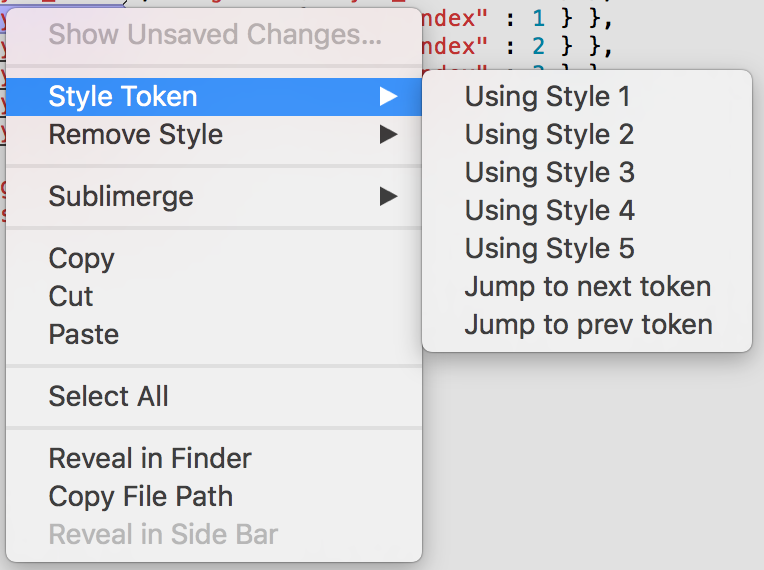 ndex" : 1 } },
Show Unsaved Changes...
ndex" : 2 } },
Style Token
Remove Style
Sublimerge
Copy
Cut
Paste
Select All
Reveal in Finder
Copy File Path
Reveal in Side Bar
Using Style 1
Using Style 2
Using Style 3
Using Style 4
Using Style 5
Jump to next token
Jump to prev token